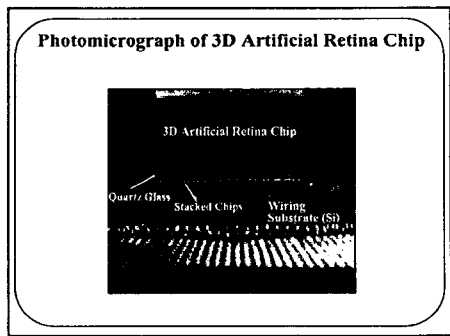 Photomicrograph of 3D Artificial Retina Chip
3D Artificial Retina Chip
Quartz Glass
Stacked Chips
Wiring
Substrate (Si)